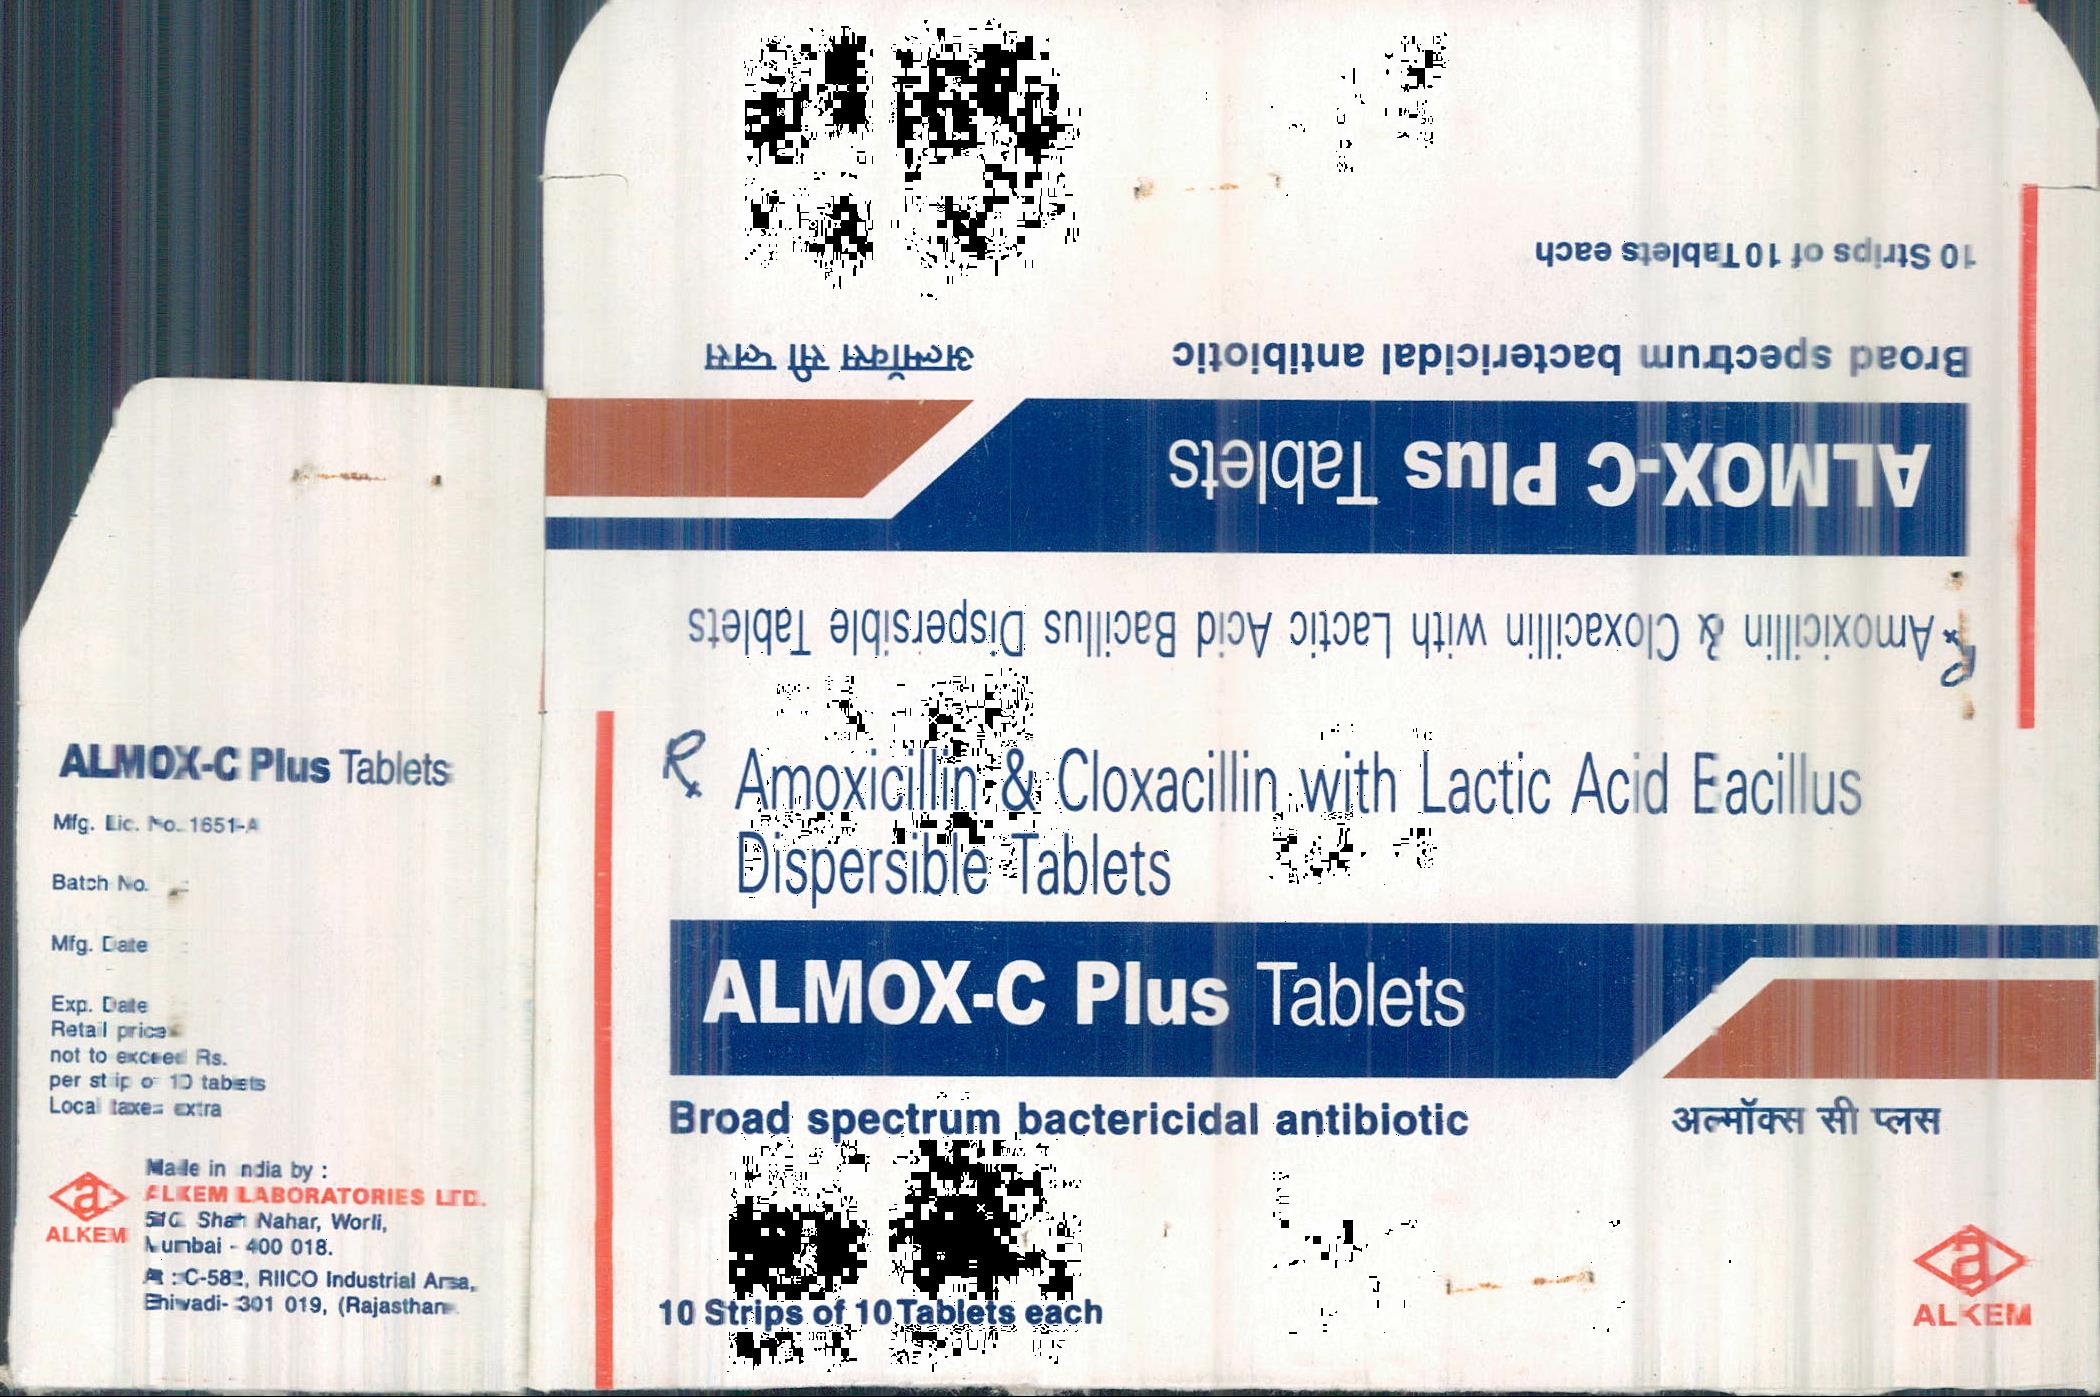 10 Strips of 10 Tablets each
Broad spectrum bactericidal antibiotic
अल्मॉक्स सी प्लस
ALMOX-C Plus Tablets
℞ Amoxicillin & Cloxacillin with Lactic Acid Bacillus Dispersible Tablets
℞ Amoxicillin & Cloxacillin with Lactic Acid Bacillus
Dispersible Tablets
ALMOX-C Plus Tablets
Broad spectrum bactericidal antibiotic
अल्मॉक्स सी प्लस
10 Strips of 10 Tablets each
ALKEM
ALMOX-C Plus Tablets
Mfg. Lic. No. 1651-A
Batch No. :
Mfg. Date :
Exp. Date
Retail price
not to exceed Rs.
per strip of 10 tablets
Local taxes extra
ALKEM
Made in India by :
ALKEM LABORATORIES LTD.
Shah Nahar, Worli,
Mumbai - 400 018.
At : C-582, RIICO Industrial Area,
Bhiwadi- 301 019, (Rajasthan).